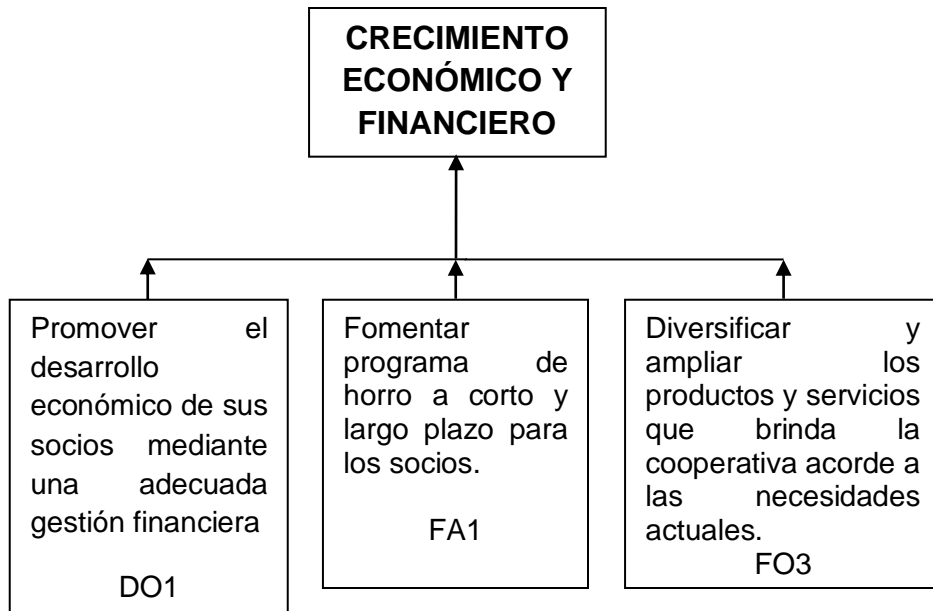 CRECIMIENTO
ECONÓMICO Y
FINANCIERO
Promover el
desarrollo
económico de sus
socios mediante
una adecuada
gestión financiera
DO1
Fomentar
programa de
horro a corto y
largo plazo para
los socios.
FA1
Diversificar y
ampliar los
productos y servicios
que brinda la
cooperativa acorde a
las necesidades
actuales.
FO3